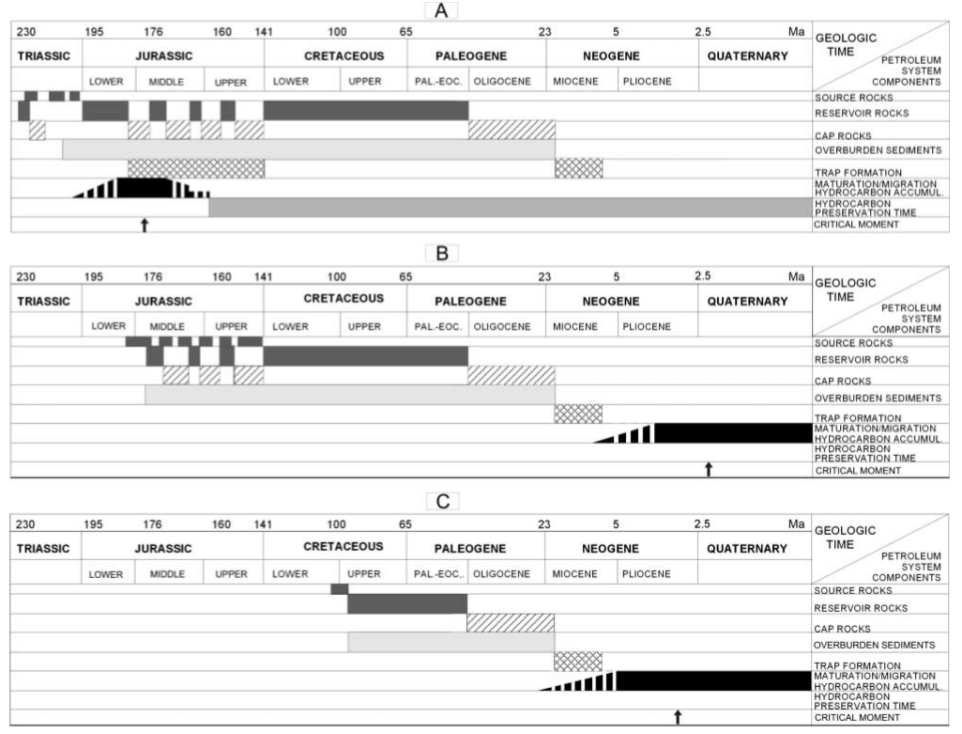 A
230 195 176 160 141 100 65 23 5 2.5 Ma
GEOLOGIC
TIME
TRIASSIC JURASSIC CRETACEOUS PALEOGENE NEOGENE QUATERNARY
PETROLEUM
SYSTEM
COMPONENTS
LOWER MIDDLE UPPER LOWER UPPER PAL.-EOC. OLIGOCENE MIOCENE PLIOCENE
SOURCE ROCKS
RESERVOIR ROCKS
CAP ROCKS
OVERBURDEN SEDIMENTS
TRAP FORMATION
MATURATION/MIGRATION
HYDROCARBON ACCUMUL.
HYDROCARBON
PRESERVATION TIME
CRITICAL MOMENT
B
230 195 176 160 141 100 65 23 5 2.5 Ma
GEOLOGIC
TIME
TRIASSIC JURASSIC CRETACEOUS PALEOGENE NEOGENE QUATERNARY
PETROLEUM
SYSTEM
COMPONENTS
LOWER MIDDLE UPPER LOWER UPPER PAL.-EOC. OLIGOCENE MIOCENE PLIOCENE
SOURCE ROCKS
RESERVOIR ROCKS
CAP ROCKS
OVERBURDEN SEDIMENTS
TRAP FORMATION
MATURATION/MIGRATION
HYDROCARBON ACCUMUL.
HYDROCARBON
PRESERVATION TIME
CRITICAL MOMENT
C
230 195 176 160 141 100 65 23 5 2.5 Ma
GEOLOGIC
TIME
TRIASSIC JURASSIC CRETACEOUS PALEOGENE NEOGENE QUATERNARY
PETROLEUM
SYSTEM
COMPONENTS
LOWER MIDDLE UPPER LOWER UPPER PAL.-EOC,. OLIGOCENE MIOCENE PLIOCENE
SOURCE ROCKS
RESERVOIR ROCKS
CAP ROCKS
OVERBURDEN SEDIMENTS
TRAP FORMATION
MATURATION/MIGRATION
HYDROCARBON ACCUMUL.
HYDROCARBON
PRESERVATION TIME
CRITICAL MOMENT